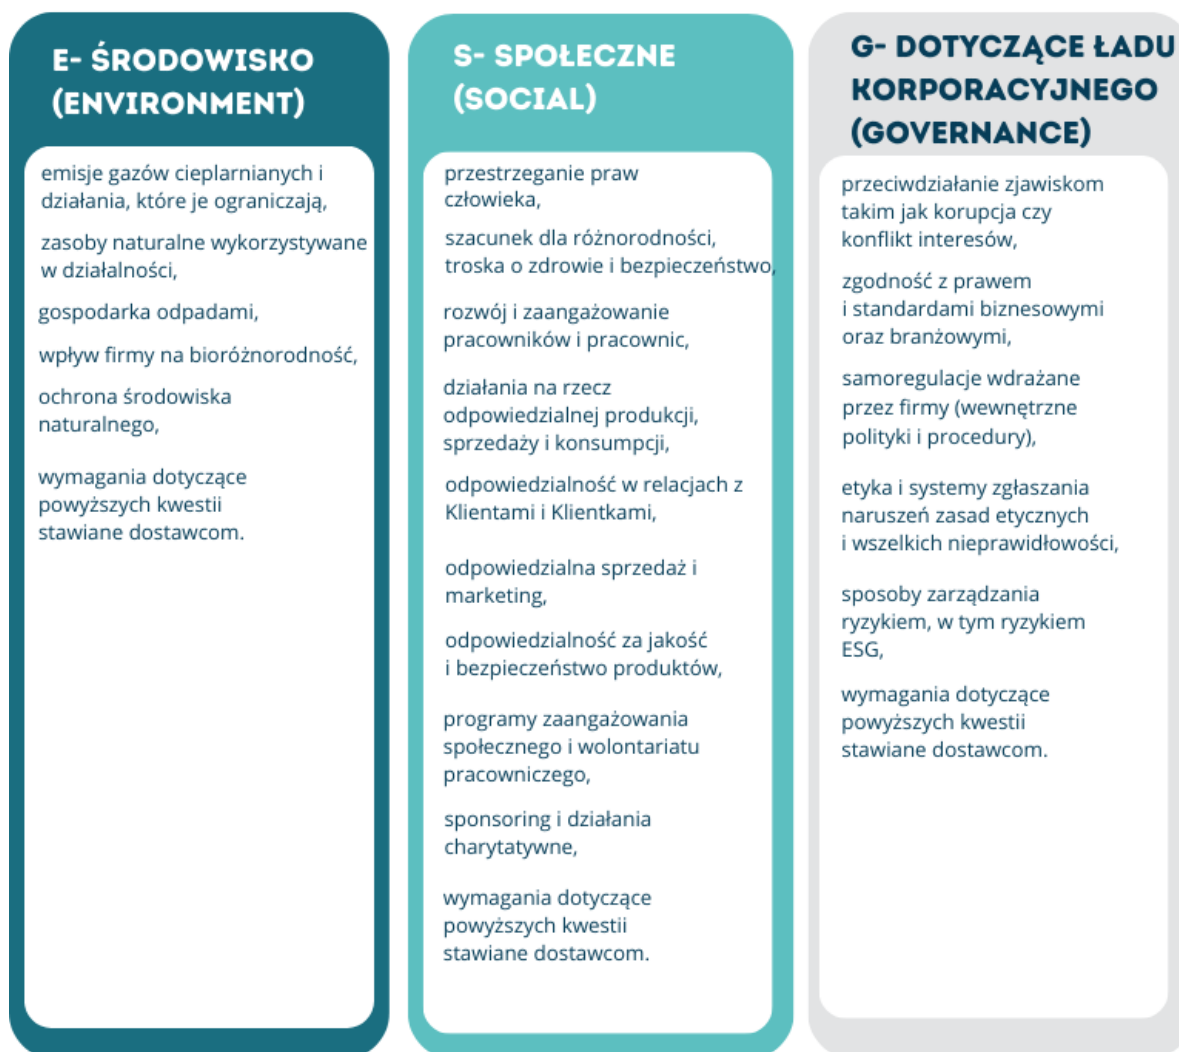 E- ŚRODOWISKO
(ENVIRONMENT)
emisje gazów cieplarnianych i
działania, które je ograniczają,
zasoby naturalne wykorzystywane
w działalności,
gospodarka odpadami,
wpływ firmy na bioróżnorodność,
ochrona środowiska
naturalnego,
wymagania dotyczące
powyższych kwestii
stawiane dostawcom.
S- SPOŁECZNE
(SOCIAL)
przestrzeganie praw
człowieka,
szacunek dla różnorodności,
troska o zdrowie i bezpieczeństwo,
rozwój i zaangażowanie
pracowników i pracownic,
działania na rzecz
odpowiedzialnej produkcji,
sprzedaży i konsumpcji,
odpowiedzialność w relacjach z
Klientami i Klientkami,
odpowiedzialna sprzedaż i
marketing,
odpowiedzialność za jakość
i bezpieczeństwo produktów,
programy zaangażowania
społecznego i wolontariatu
pracowniczego,
sponsoring i działania
charytatywne,
wymagania dotyczące
powyższych kwestii
stawiane dostawcom.
G- DOTYCZĄCE ŁADU
KORPORACYJNEGO
(GOVERNANCE)
przeciwdziałanie zjawiskom
takim jak korupcja czy
konflikt interesów,
zgodność z prawem
i standardami biznesowymi
oraz branżowymi,
samoregulacje wdrażane
przez firmy (wewnętrzne
polityki i procedury),
etyka i systemy zgłaszania
naruszeń zasad etycznych
i wszelkich nieprawidłowości,
sposoby zarządzania
ryzykiem, w tym ryzykiem
ESG,
wymagania dotyczące
powyższych kwestii
stawiane dostawcom.